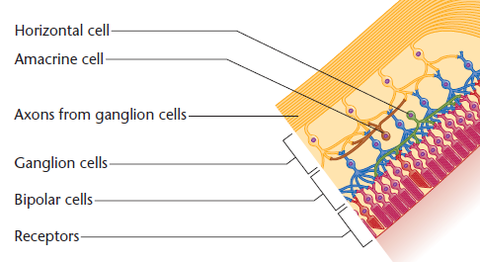 Horizontal cell
Amacrine cell
Axons from ganglion cells
Ganglion cells
Bipolar cells
Receptors